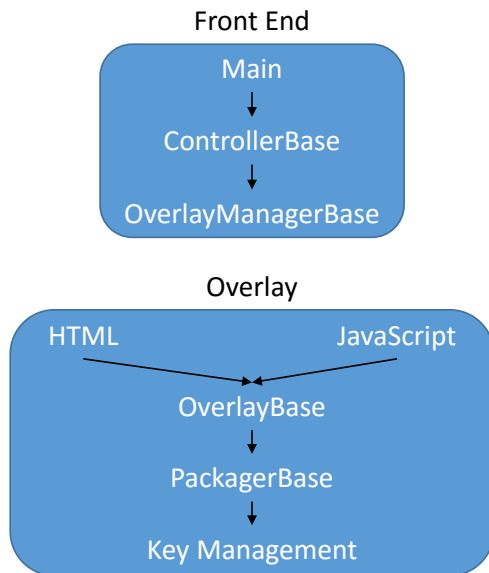 Front End
Main
ControllerBase
OverlayManagerBase
Overlay
HTML JavaScript
OverlayBase
PackagerBase
Key Management